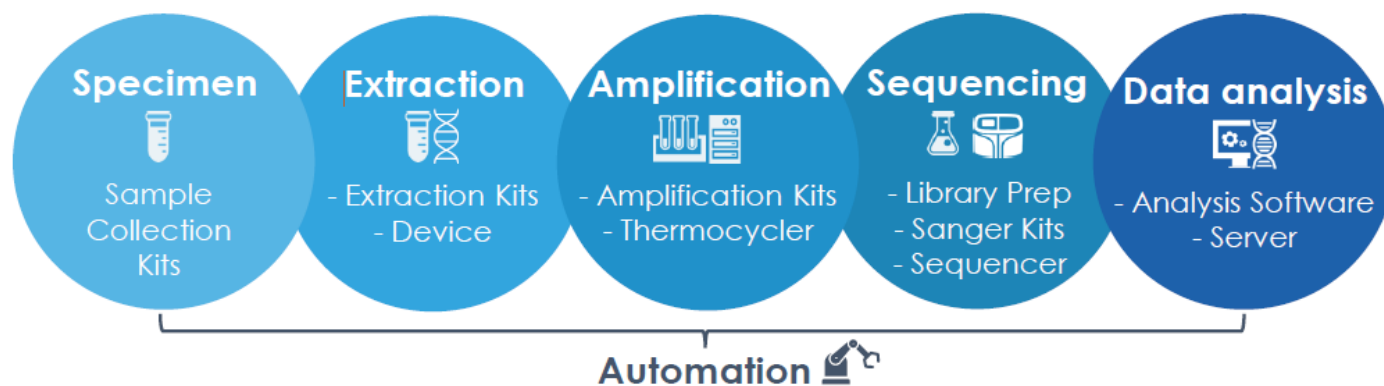 Specimen
Sample
Collection
Kits
Extraction
- Extraction Kits
- Device
Amplification
- Amplification Kits
- Thermocycler
Sequencing
- Library Prep
- Sanger Kits
- Sequencer
Data analysis
- Analysis Software
- Server
Automation